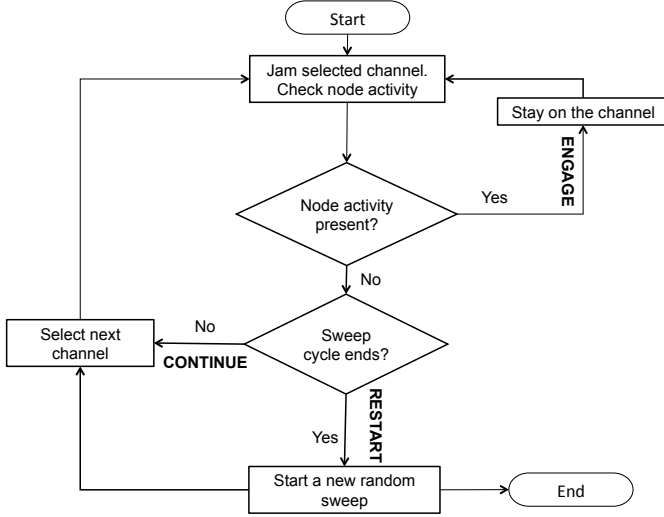 Start
Jam selected channel.
Check node activity
Stay on the channel
ENGAGE
Yes
Node activity
present?
No
Select next
channel
No
CONTINUE
Sweep
cycle ends?
RESTART
Yes
Start a new random
sweep
End